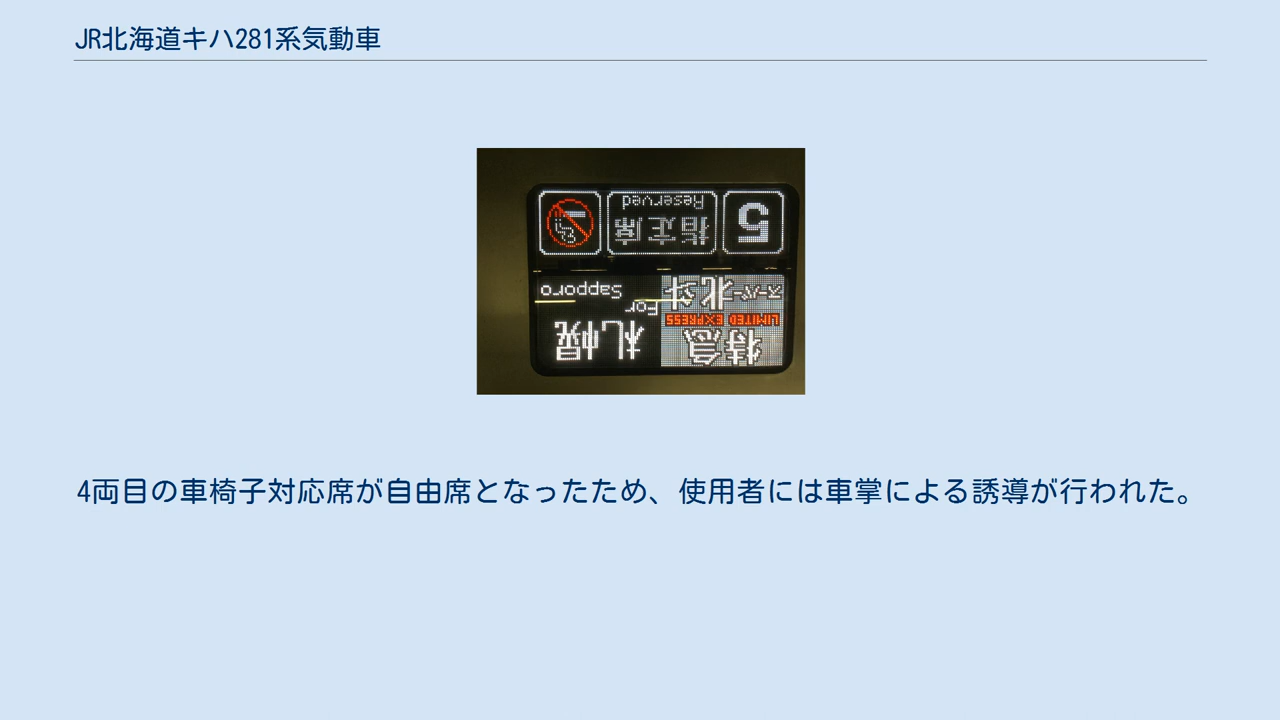 JR北海道キハ281系気動車
特急
LIMITED EXPRESS
スーパー北斗
札幌
For
Sapporo
5
指定席
Reserved
4両目の車椅子対応席が自由席となったため、使用者には車掌による誘導が行われた。